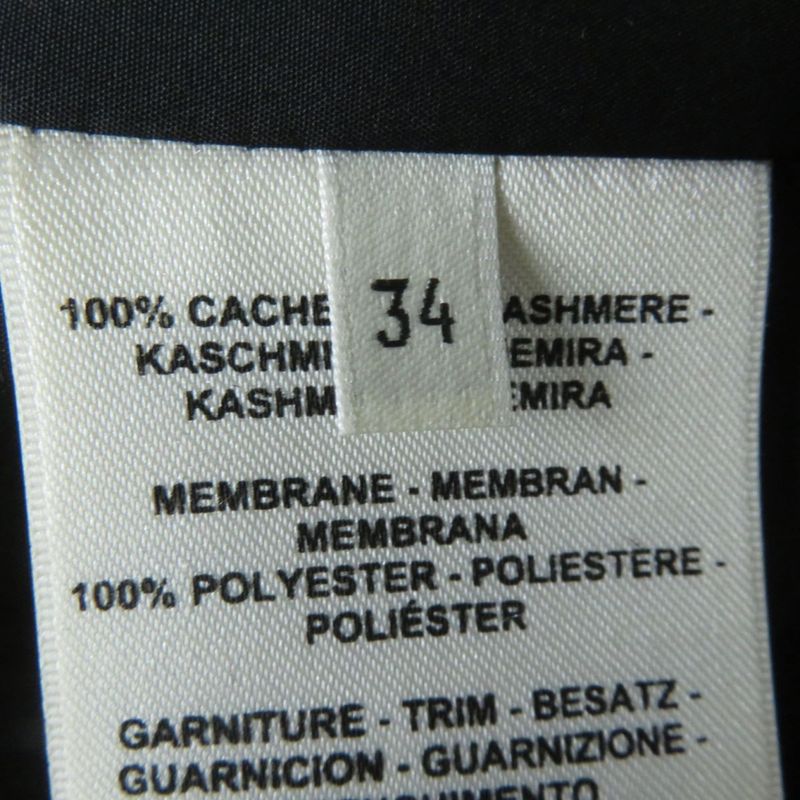 34
100% CACHE ASHMERE -
KASCHMI EMIRA -
KASHM EMIRA
MEMBRANE - MEMBRAN -
MEMBRANA
100% POLYESTER - POLIESTERE -
POLIÉSTER
GARNITURE - TRIM - BESATZ -
GUARNICION - GUARNIZIONE -